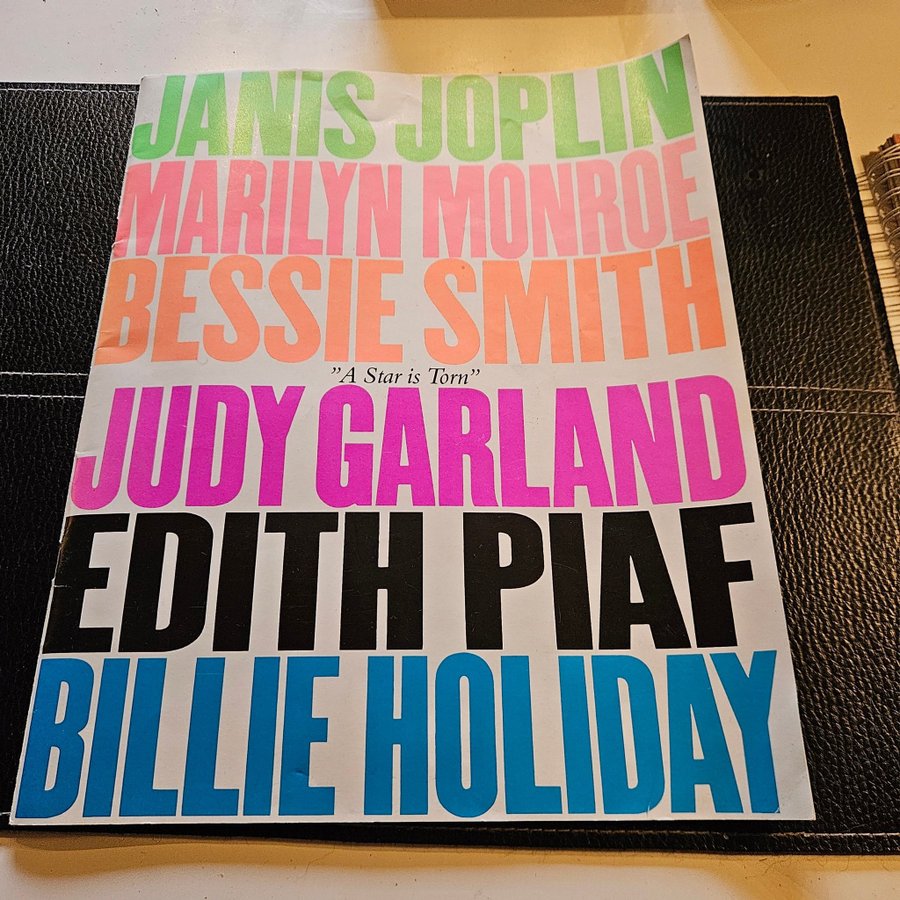 JANIS JOPLIN
MARILYN MONROE
BESSIE SMITH
”A Star is Torn”
JUDY GARLAND
EDITH PIAF
BILLIE HOLIDAY